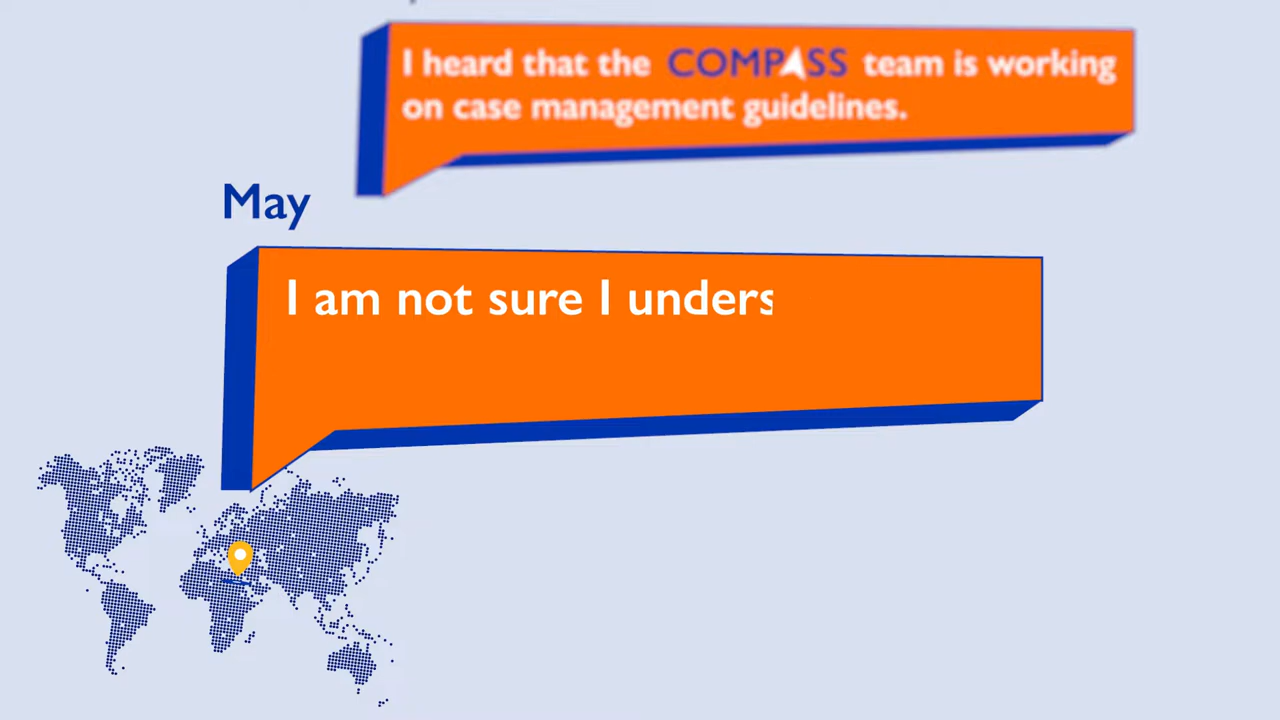 I heard that the COMPASS team is working
on case management guidelines.
May
I am not sure I unders